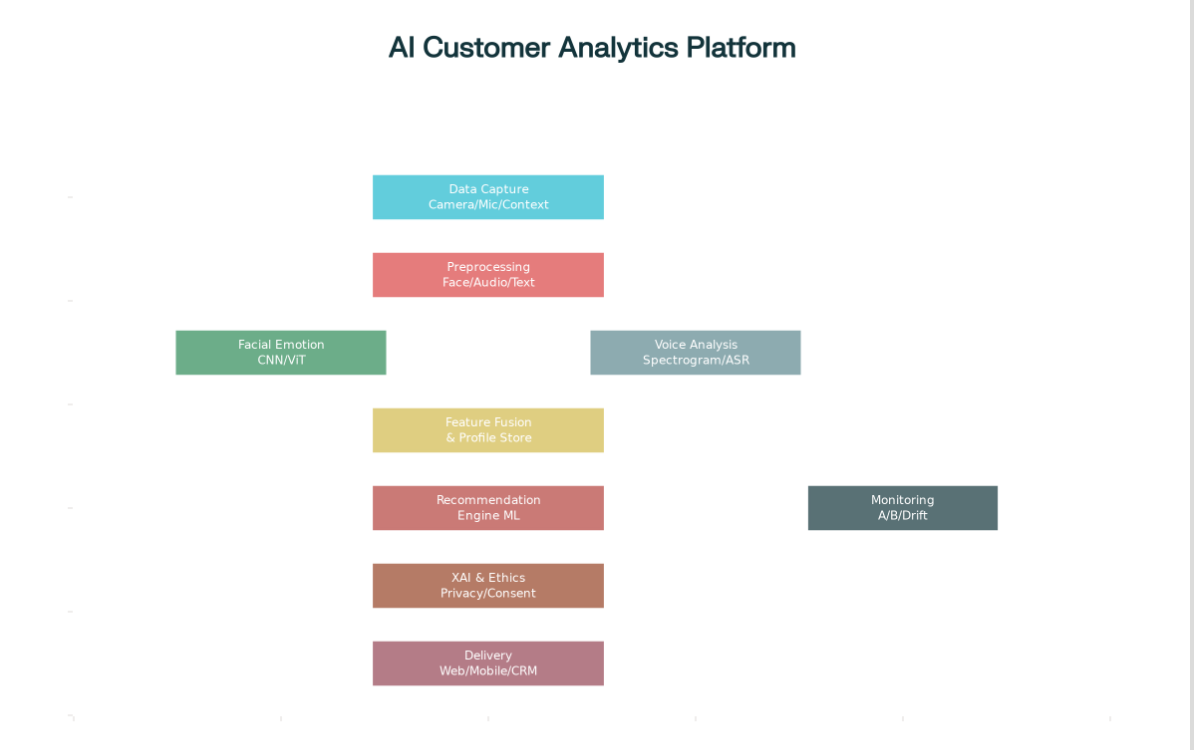 AI Customer Analytics Platform
Data Capture
Camera/Mic/Context
Preprocessing
Face/Audio/Text
Facial Emotion
CNN/ViT
Voice Analysis
Spectrogram/ASR
Feature Fusion
& Profile Store
Recommendation
Engine ML
Monitoring
A/B/Drift
XAI & Ethics
Privacy/Consent
Delivery
Web/Mobile/CRM